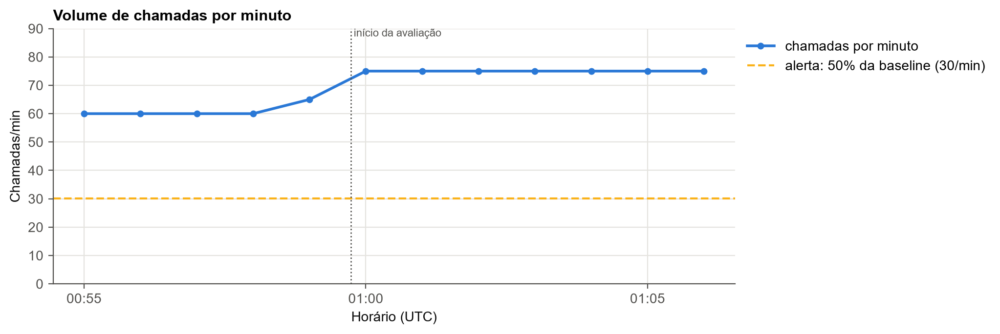 Volume de chamadas por minuto
90
80
70
60
50
40
30
20
10
0
Chamadas/min
início da avaliação
00:55
01:00
01:05
Horário (UTC)
chamadas por minuto
alerta: 50% da baseline (30/min)